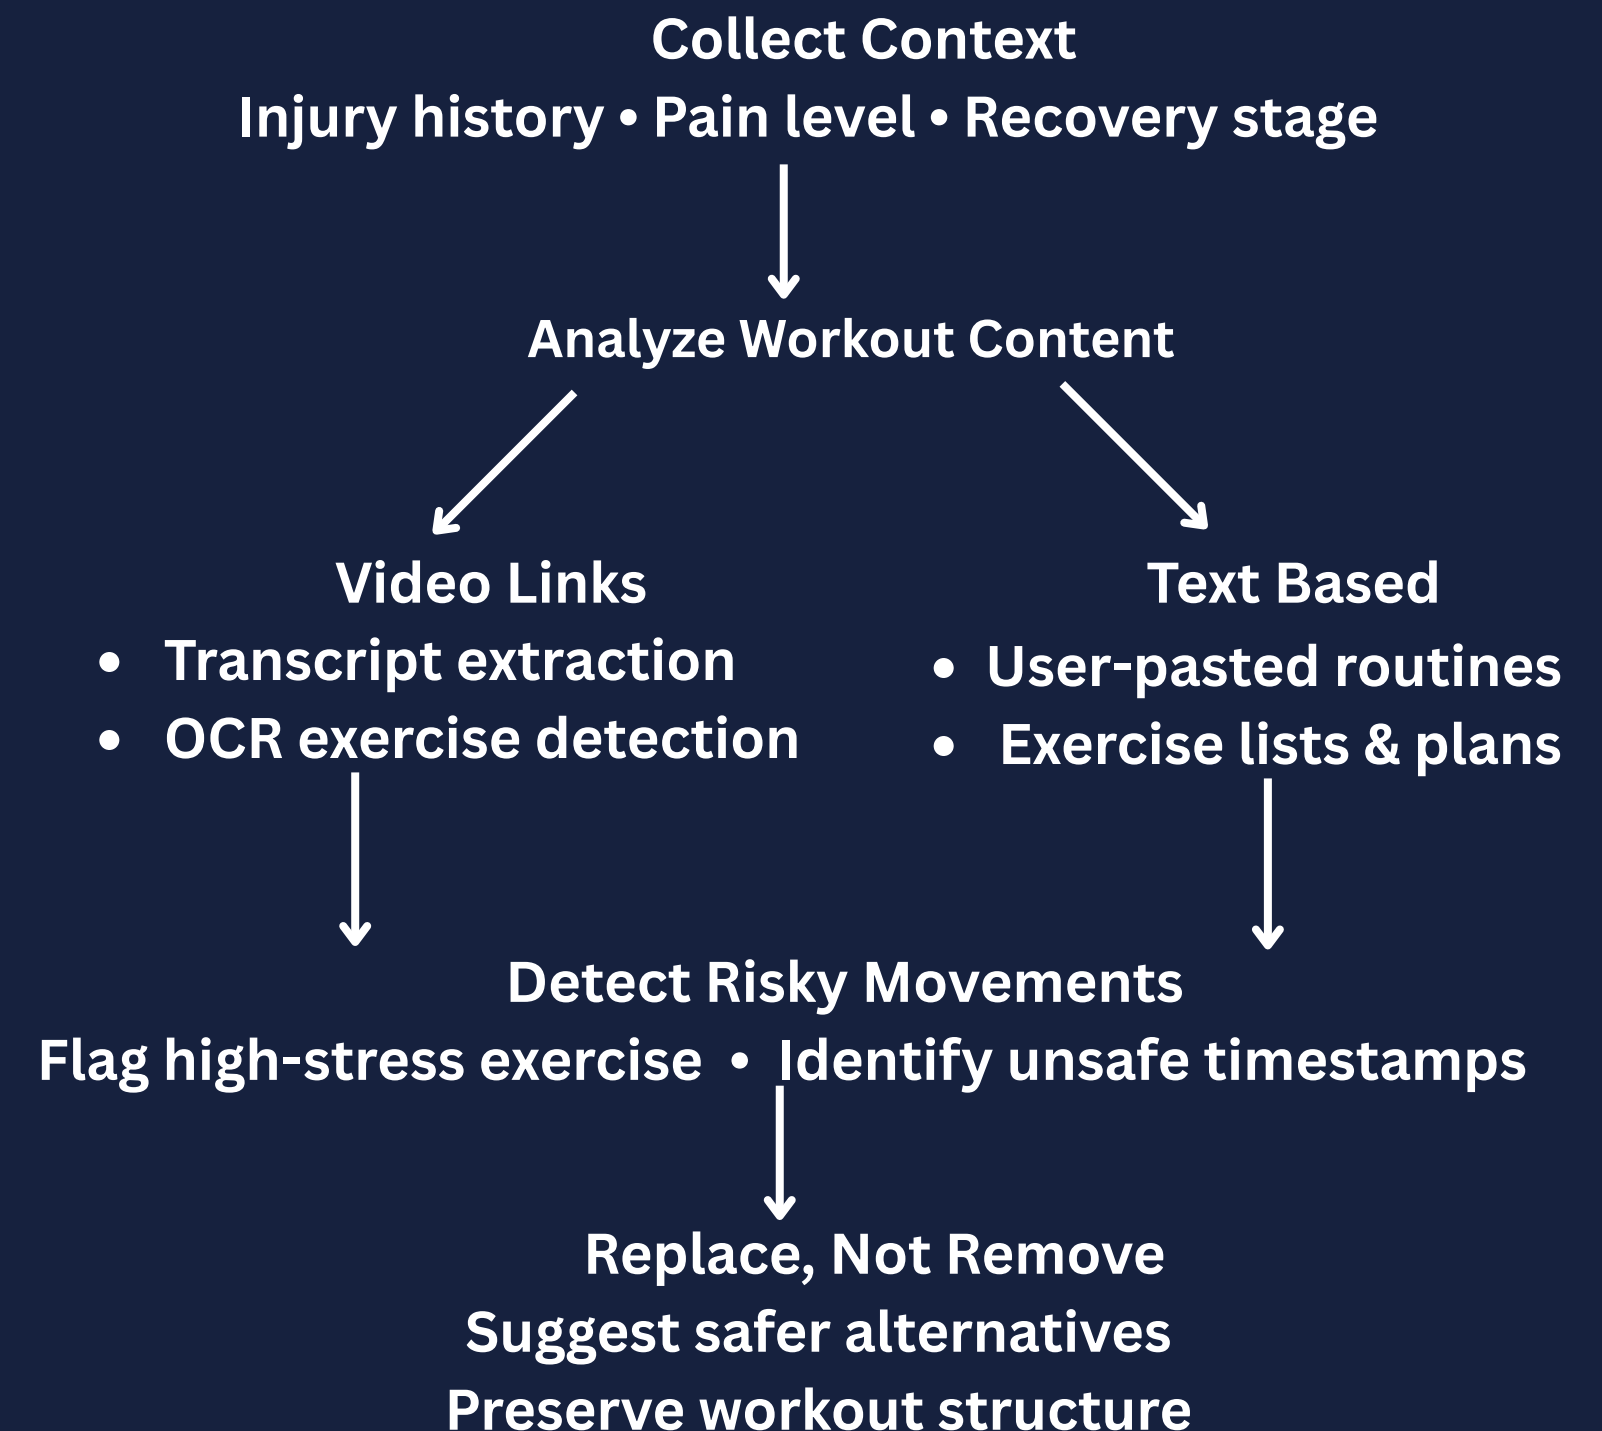 Collect Context
Injury history • Pain level • Recovery stage
Analyze Workout Content
Video Links
• Transcript extraction
• OCR exercise detection
Text Based
• User-pasted routines
• Exercise lists & plans
Detect Risky Movements
Flag high-stress exercise • Identify unsafe timestamps
Replace, Not Remove
Suggest safer alternatives
Preserve workout structure